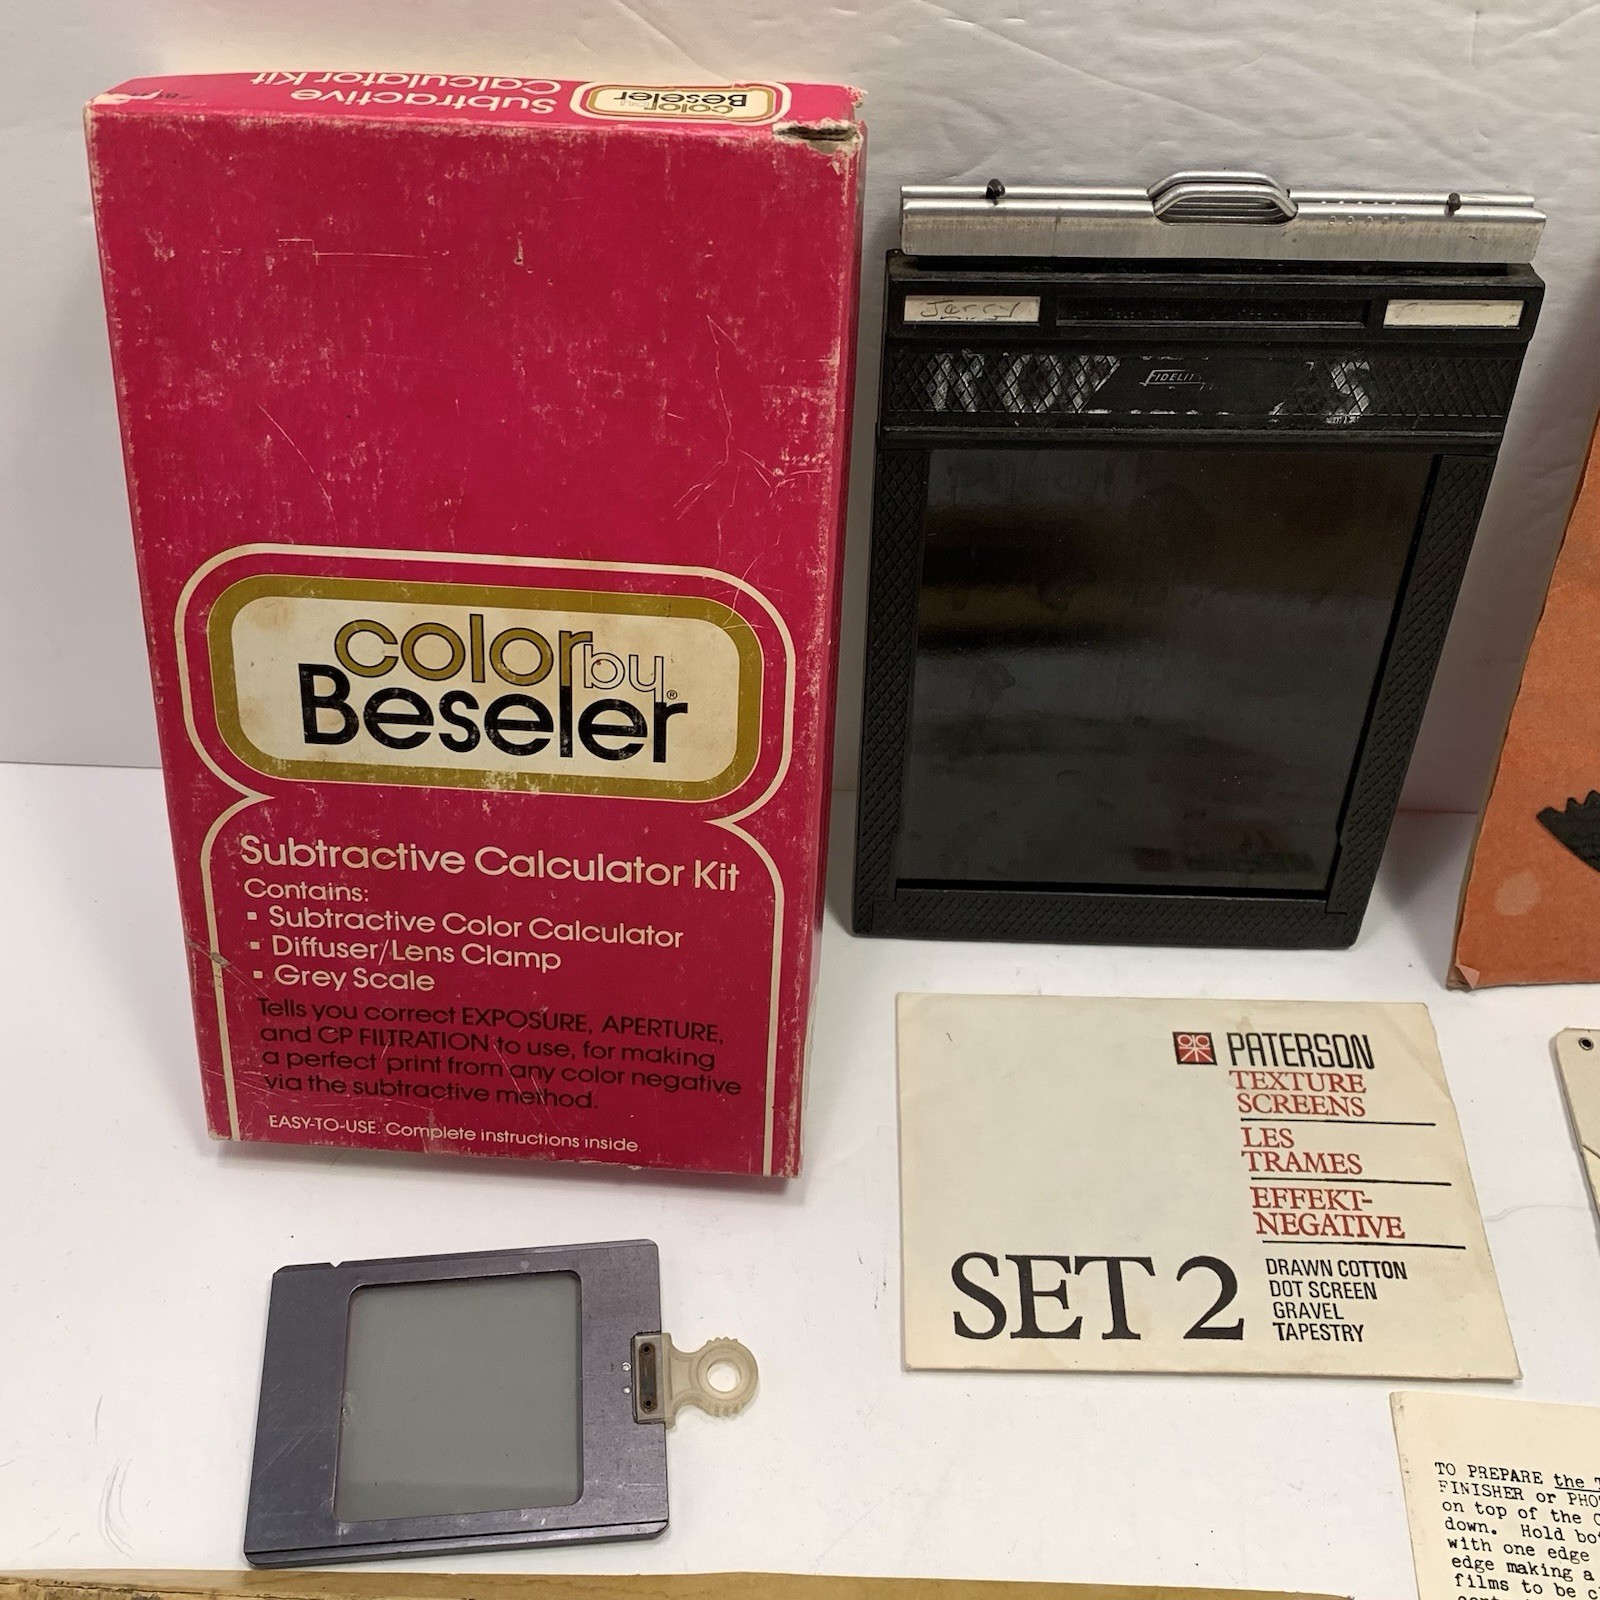 Subtractive
Calculator Kit
color by
Beseler
color by
Beseler®
Subtractive Calculator Kit
Contains:
▪ Subtractive Color Calculator
▪ Diffuser/Lens Clamp
▪ Grey Scale
Tells you correct EXPOSURE, APERTURE,
and CP FILTRATION to use, for making
a perfect print from any color negative
via the subtractive method.
EASY-TO-USE. Complete instructions inside.
Jerry
PATERSON
TEXTURE
SCREENS
LES
TRAMES
EFFEKT-
NEGATIVE
SET 2
DRAWN COTTON
DOT SCREEN
GRAVEL
TAPESTRY
TO PREPARE the
FINISHER or
on top of the
down. Hold
with one edge
edge making a
films to be